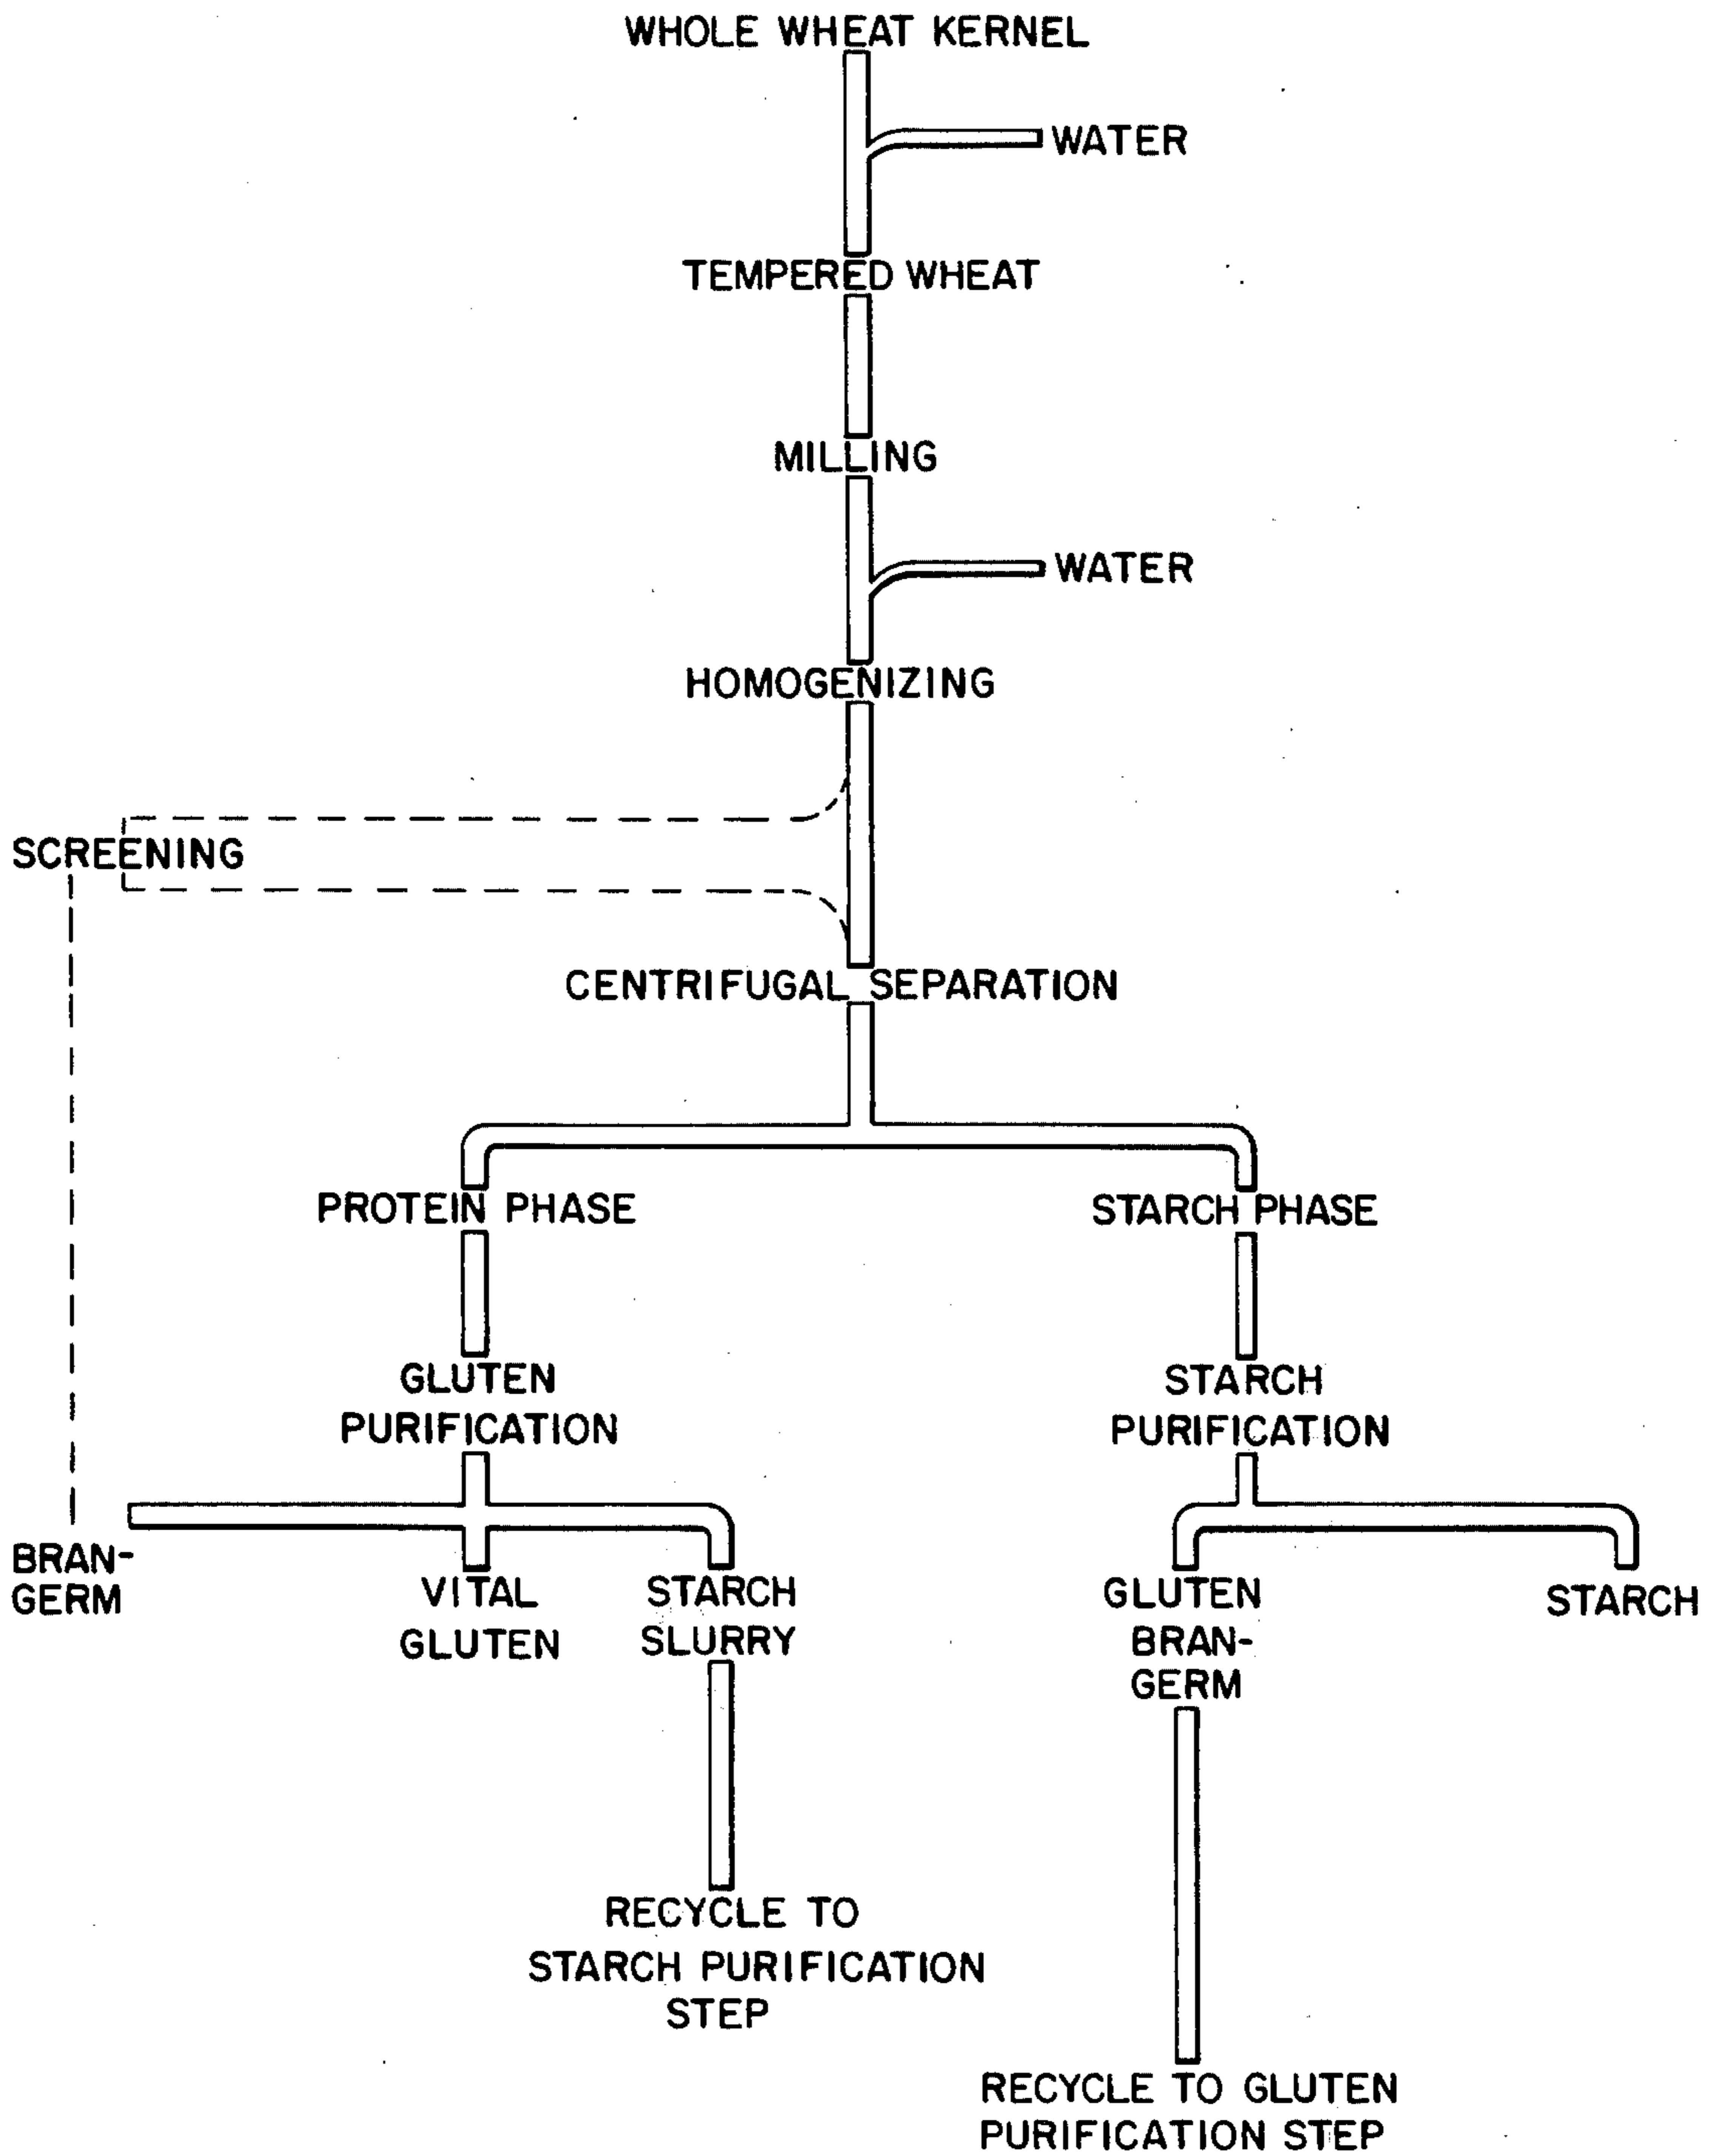 WHOLE WHEAT KERNEL
WATER
TEMPERED WHEAT
MILLING
WATER
HOMOGENIZING
SCREENING
CENTRIFUGAL SEPARATION
PROTEIN PHASE
STARCH PHASE
GLUTEN
PURIFICATION
STARCH
PURIFICATION
BRAN-
GERM
VITAL
GLUTEN
STARCH
SLURRY
GLUTEN
BRAN-
GERM
STARCH
RECYCLE TO
STARCH PURIFICATION
STEP
RECYCLE TO GLUTEN
PURIFICATION STEP